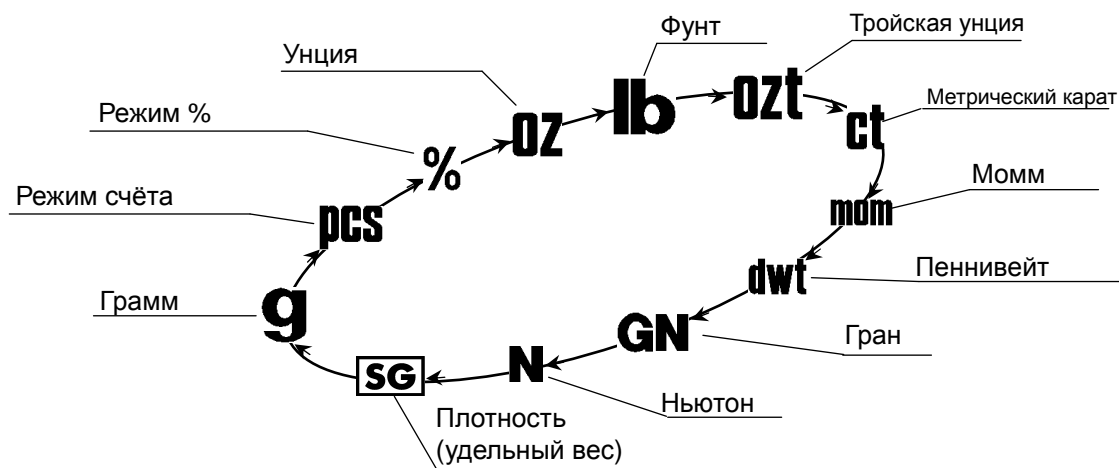 Фунт
Тройская унция
Унция
lb
ozt
Метрический карат
Режим %
oz
ct
%
Момм
Режим счёта
pcs
mom
Пеннивейт
dwt
Грамм
g
GN
Гран
N
SG
Ньютон
Плотность
(удельный вес)